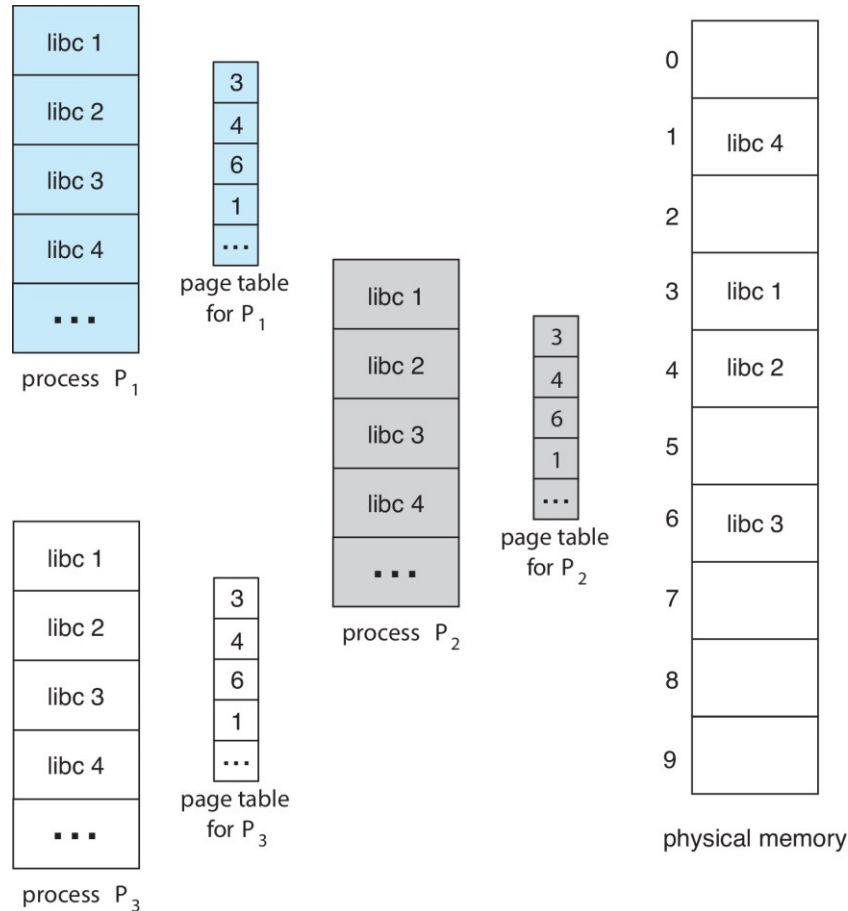 libc 1
libc 2
libc 3
libc 4
...
process P1
3
4
6
1
...
page table
for P1
libc 1
libc 2
libc 3
libc 4
...
process P2
3
4
6
1
...
page table
for P2
libc 1
libc 2
libc 3
libc 4
...
process P3
3
4
6
1
...
page table
for P3
0
1 libc 4
2
3 libc 1
4 libc 2
5
6 libc 3
7
8
9
physical memory